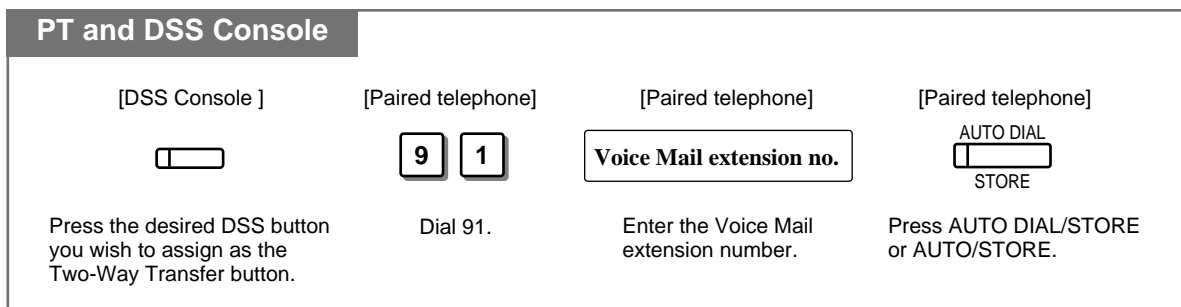 PT and DSS Console
[DSS Console ]
[Paired telephone]
[Paired telephone]
[Paired telephone]
9 1
Voice Mail extension no.
AUTO DIAL
STORE
Press the desired DSS button
you wish to assign as the
Two-Way Transfer button.
Dial 91.
Enter the Voice Mail
extension number.
Press AUTO DIAL/STORE
or AUTO/STORE.